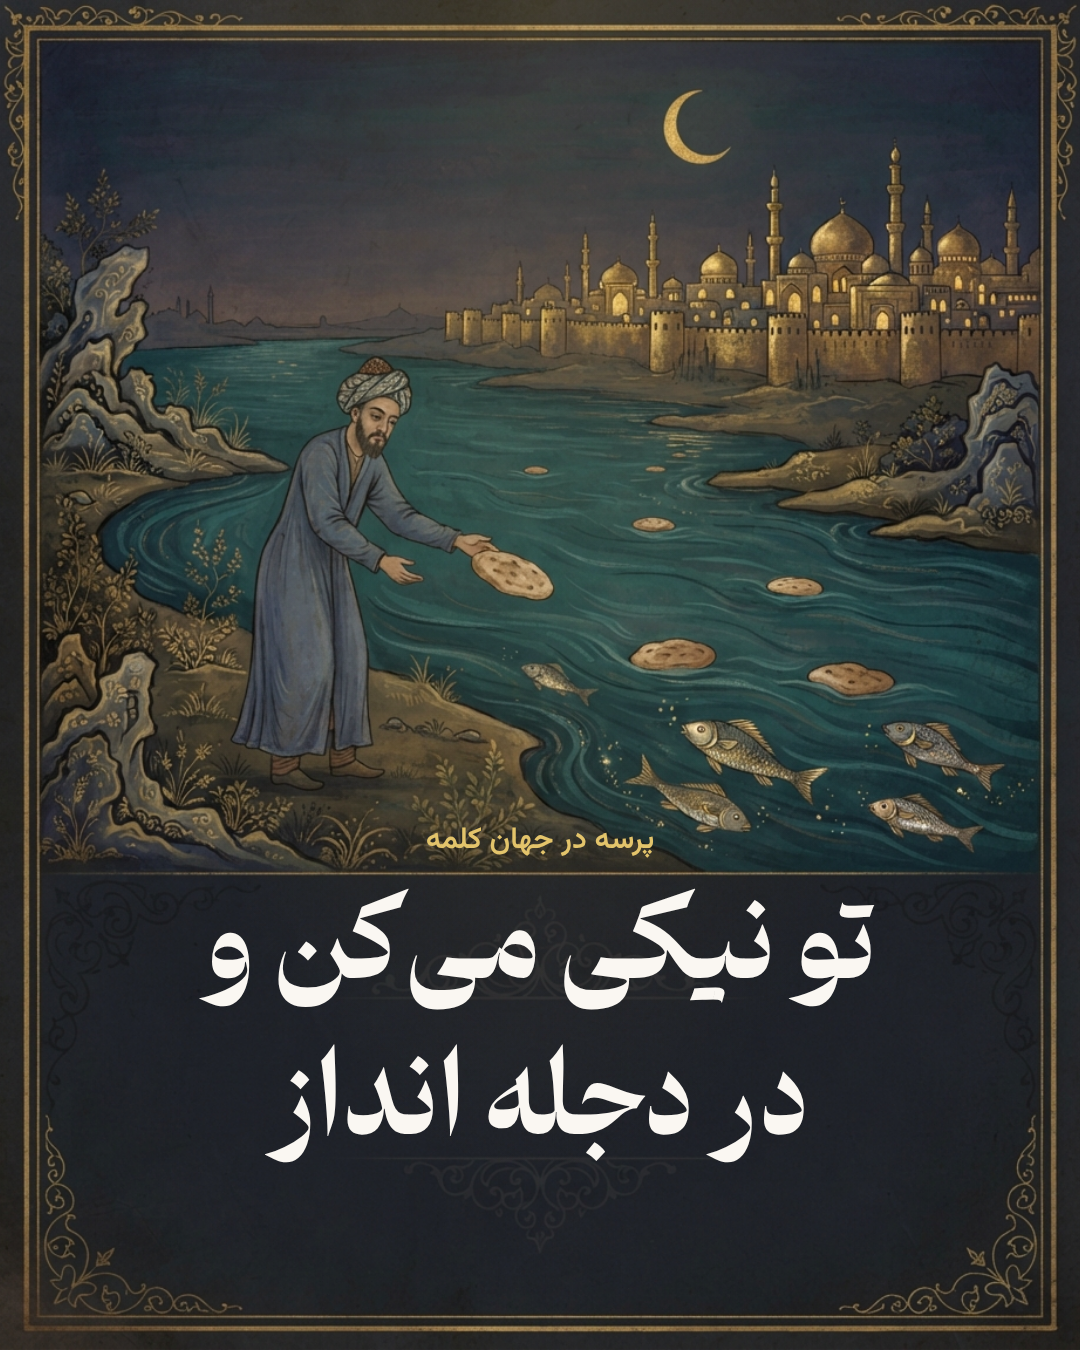 پرسه در جهان کلمه
تو نیکی می‌کن و
در دجله انداز